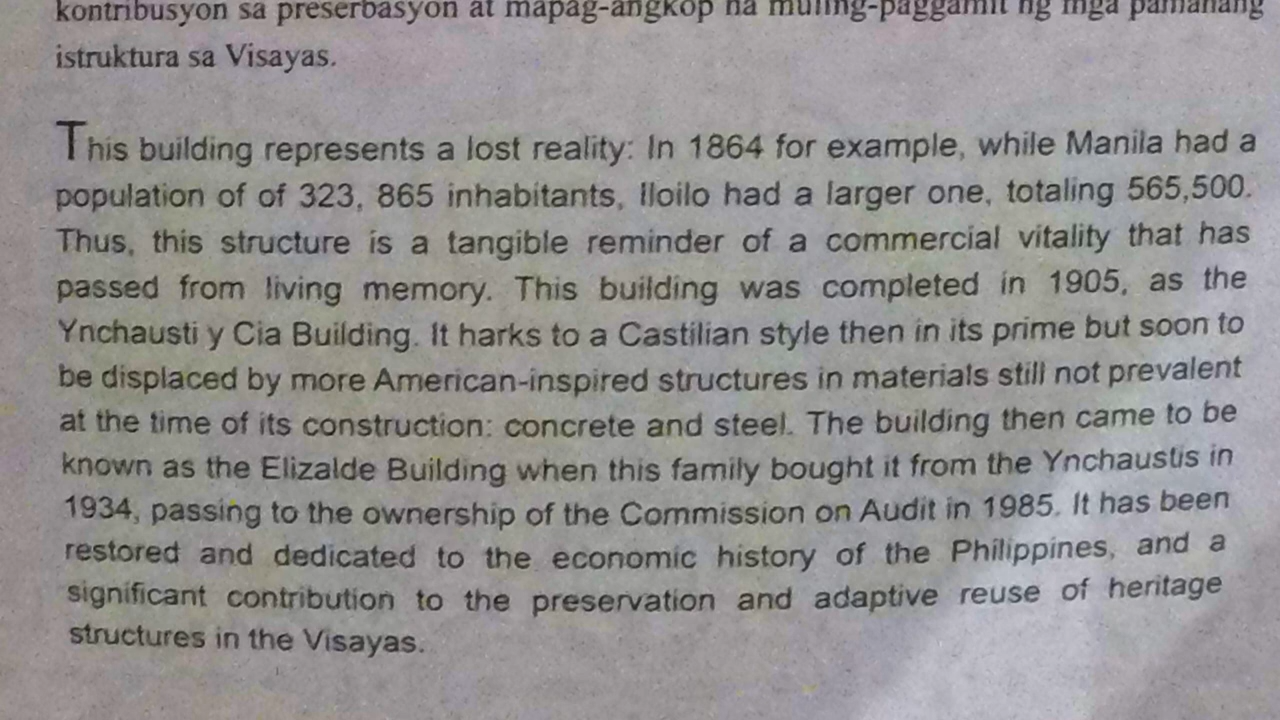 kontribusyon sa preserbasyon at mapag-angkop na muling-paggamit ng mga pamanang
istruktura sa Visayas.
This building represents a lost reality: In 1864 for example, while Manila had a
population of of 323, 865 inhabitants, Iloilo had a larger one, totaling 565,500.
Thus, this structure is a tangible reminder of a commercial vitality that has
passed from living memory. This building was completed in 1905, as the
Ynchausti y Cia Building. It harks to a Castilian style then in its prime but soon to
be displaced by more American-inspired structures in materials still not prevalent
at the time of its construction: concrete and steel. The building then came to be
known as the Elizalde Building when this family bought it from the Ynchaustis in
1934, passing to the ownership of the Commission on Audit in 1985. It has been
restored and dedicated to the economic history of the Philippines, and a
significant contribution to the preservation and adaptive reuse of heritage
structures in the Visayas.